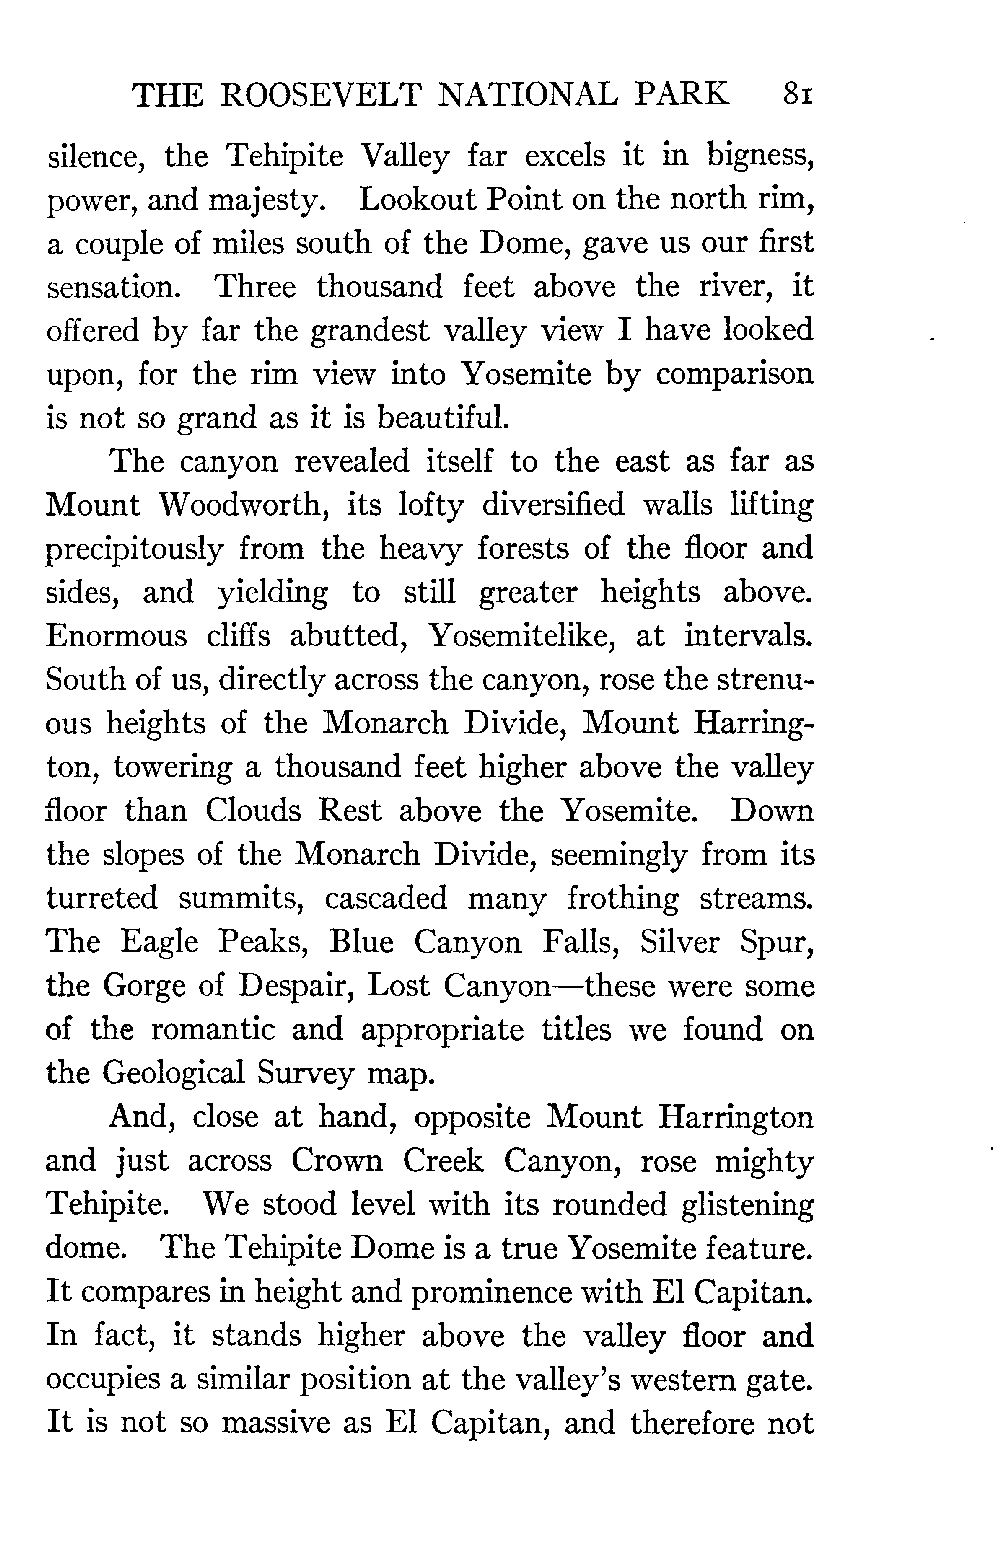 THE ROOSEVELT NATIONAL PARK 81
silence, the Tehipite Valley far excels it in bigness,
power, and majesty. Lookout Point on the north rim,
a couple of miles south of the Dome, gave us our first
sensation. Three thousand feet above the river, it
offered by far the grandest valley view I have looked
upon, for the rim view into Yosemite by comparison
is not so grand as it is beautiful.
The canyon revealed itself to the east as far as
Mount Woodworth, its lofty diversified walls lifting
precipitously from the heavy forests of the floor and
sides, and yielding to still greater heights above.
Enormous cliffs abutted, Yosemitelike, at intervals.
South of us, directly across the canyon, rose the strenu-
ous heights of the Monarch Divide, Mount Harring-
ton, towering a thousand feet higher above the valley
floor than Clouds Rest above the Yosemite. Down
the slopes of the Monarch Divide, seemingly from its
turreted summits, cascaded many frothing streams.
The Eagle Peaks, Blue Canyon Falls, Silver Spur,
the Gorge of Despair, Lost Canyon—these were some
of the romantic and appropriate titles we found on
the Geological Survey map.
And, close at hand, opposite Mount Harrington
and just across Crown Creek Canyon, rose mighty
Tehipite. We stood level with its rounded glistening
dome. The Tehipite Dome is a true Yosemite feature.
It compares in height and prominence with El Capitan.
In fact, it stands higher above the valley floor and
occupies a similar position at the valley's western gate.
It is not so massive as El Capitan, and therefore not